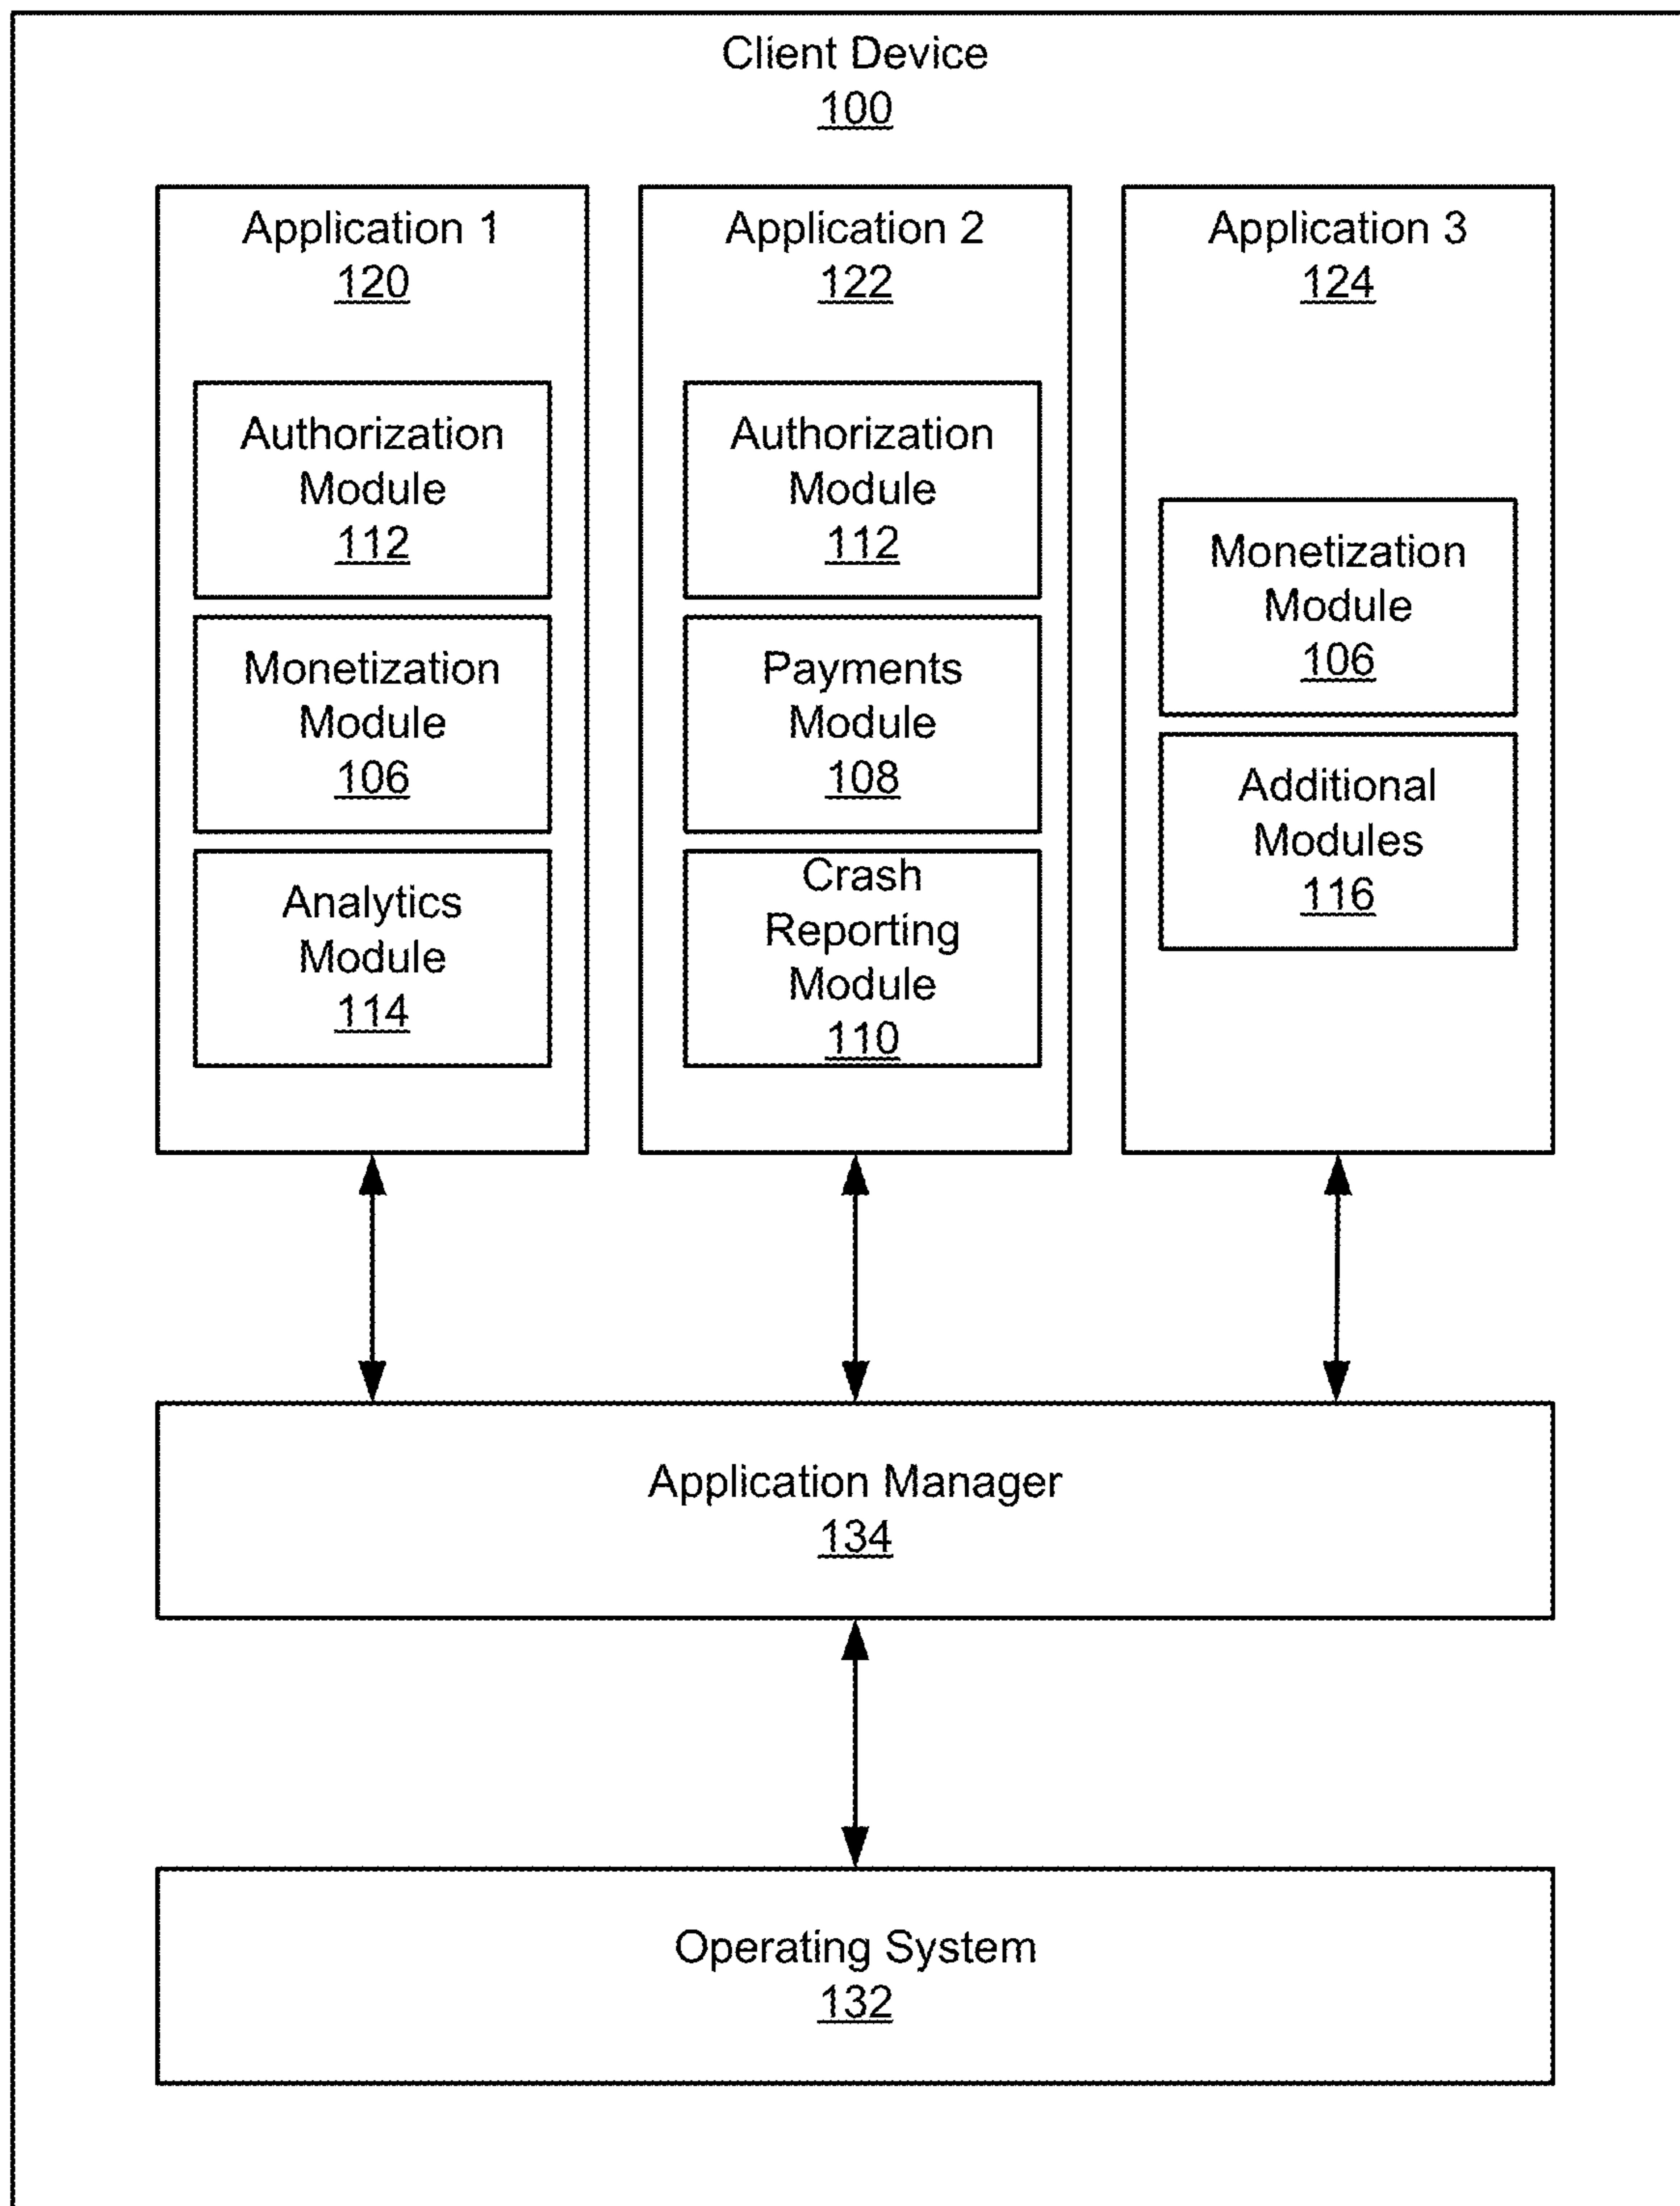 Client Device
100
Application 1
120
Authorization
Module
112
Monetization
Module
106
Analytics
Module
114
Application 2
122
Authorization
Module
112
Payments
Module
108
Crash
Reporting
Module
110
Application 3
124
Monetization
Module
106
Additional
Modules
116
Application Manager
134
Operating System
132